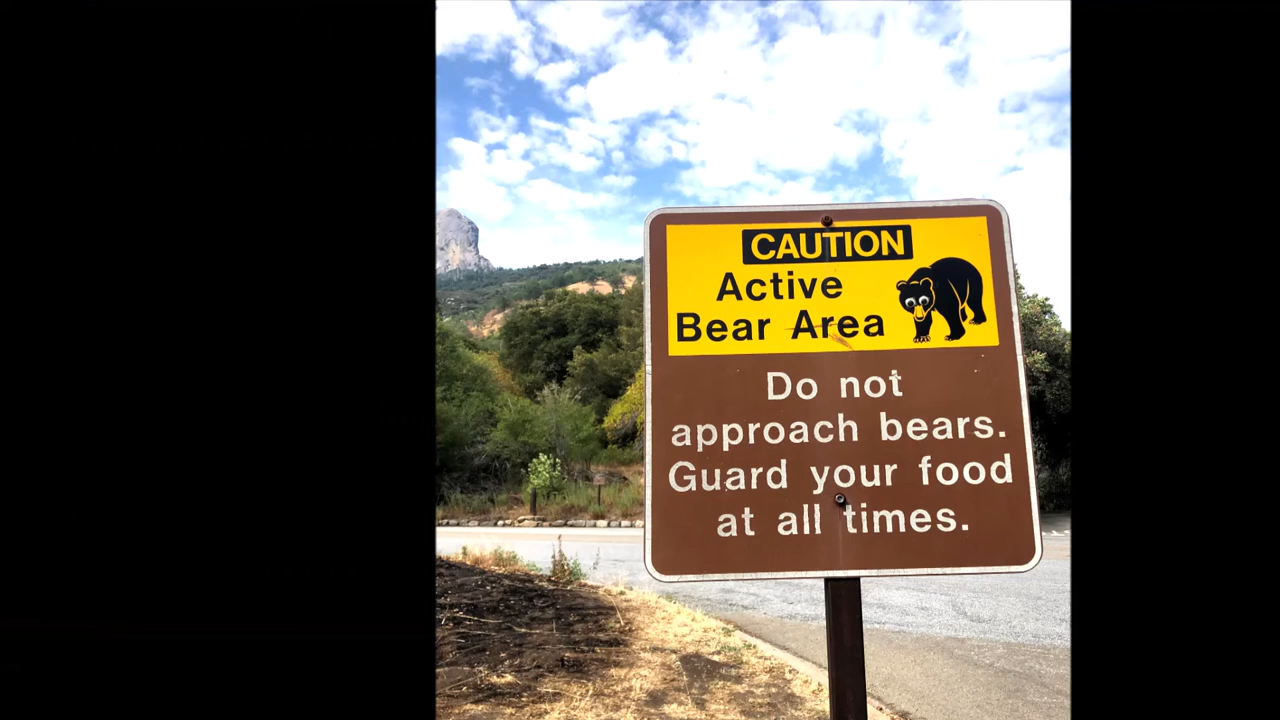 CAUTION
Active
Bear Area
Do not
approach bears.
Guard your food
at all times.